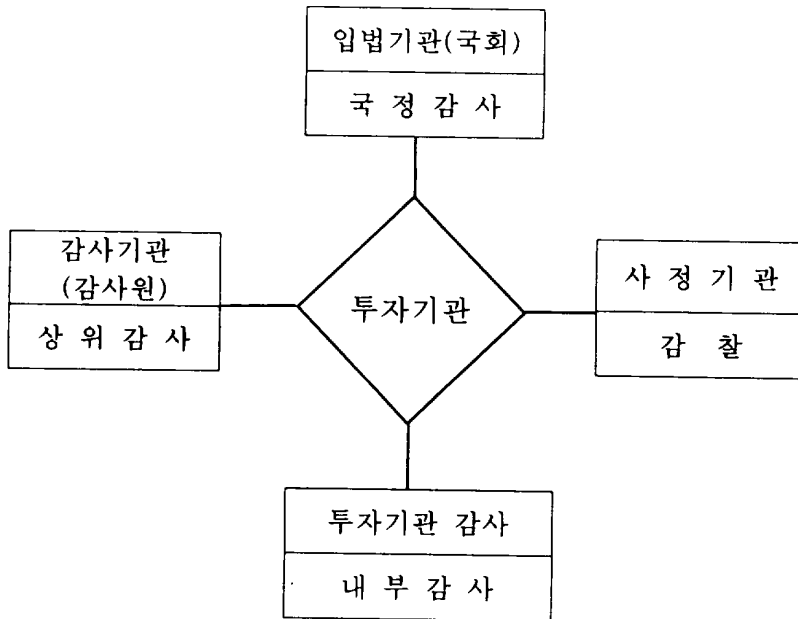 입법기관(국회)
국 정 감 사
감사기관
(감사원)
상 위 감 사
투자기관
사 정 기 관
감 찰
투자기관 감사
내 부 감 사